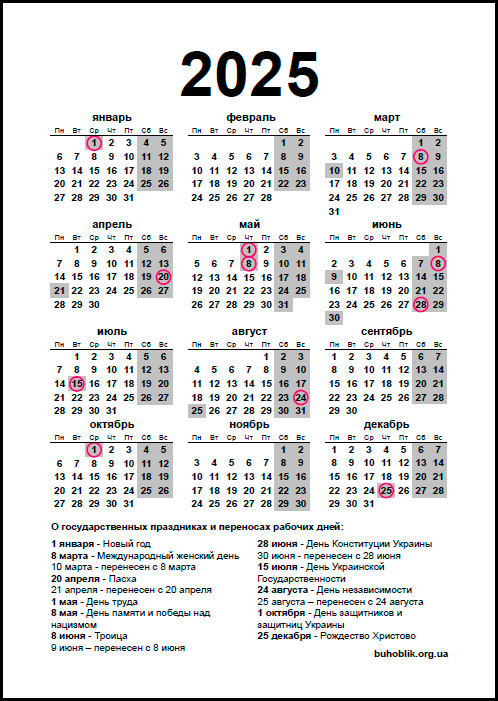 2025
январь
Пн Вт Ср Чт Пт Сб Вс
1 2 3 4 5
6 7 8 9 10 11 12
13 14 15 16 17 18 19
20 21 22 23 24 25 26
27 28 29 30 31
февраль
Пн Вт Ср Чт Пт Сб Вс
1 2
3 4 5 6 7 8 9
10 11 12 13 14 15 16
17 18 19 20 21 22 23
24 25 26 27 28
март
Пн Вт Ср Чт Пт Сб Вс
1 2
3 4 5 6 7 8 9
10 11 12 13 14 15 16
17 18 19 20 21 22 23
24 25 26 27 28 29 30
31
апрель
Пн Вт Ср Чт Пт Сб Вс
1 2 3 4 5 6
7 8 9 10 11 12 13
14 15 16 17 18 19 20
21 22 23 24 25 26 27
28 29 30
май
Пн Вт Ср Чт Пт Сб Вс
1 2 3 4
5 6 7 8 9 10 11
12 13 14 15 16 17 18
19 20 21 22 23 24 25
26 27 28 29 30 31
июнь
Пн Вт Ср Чт Пт Сб Вс
1
2 3 4 5 6 7 8
9 10 11 12 13 14 15
16 17 18 19 20 21 22
23 24 25 26 27 28 29
30
июль
Пн Вт Ср Чт Пт Сб Вс
1 2 3 4 5 6
7 8 9 10 11 12 13
14 15 16 17 18 19 20
21 22 23 24 25 26 27
28 29 30 31
август
Пн Вт Ср Чт Пт Сб Вс
1 2 3
4 5 6 7 8 9 10
11 12 13 14 15 16 17
18 19 20 21 22 23 24
25 26 27 28 29 30 31
сентябрь
Пн Вт Ср Чт Пт Сб Вс
1 2 3 4 5 6 7
8 9 10 11 12 13 14
15 16 17 18 19 20 21
22 23 24 25 26 27 28
29 30
октябрь
Пн Вт Ср Чт Пт Сб Вс
1 2 3 4 5
6 7 8 9 10 11 12
13 14 15 16 17 18 19
20 21 22 23 24 25 26
27 28 29 30 31
ноябрь
Пн Вт Ср Чт Пт Сб Вс
1 2
3 4 5 6 7 8 9
10 11 12 13 14 15 16
17 18 19 20 21 22 23
24 25 26 27 28 29 30
декабрь
Пн Вт Ср Чт Пт Сб Вс
1 2 3 4 5 6 7
8 9 10 11 12 13 14
15 16 17 18 19 20 21
22 23 24 25 26 27 28
29 30 31
О государственных праздниках и переносах рабочих дней:
1 января - Новый год
8 марта - Международный женский день
10 марта - перенесен с 8 марта
20 апреля - Пасха
21 апреля - перенесен с 20 апреля
1 мая - День труда
8 мая - День памяти и победы над
нацизмом
8 июня - Троица
9 июня – перенесен с 8 июня
28 июня - День Конституции Украины
30 июня - перенесен с 28 июня
15 июля - День Украинской
Государственности
24 августа - День независимости
25 августа – перенесен с 24 августа
1 октября - День защитников и
защитниц Украины
25 декабря - Рождество Христово
buhoblik.org.ua